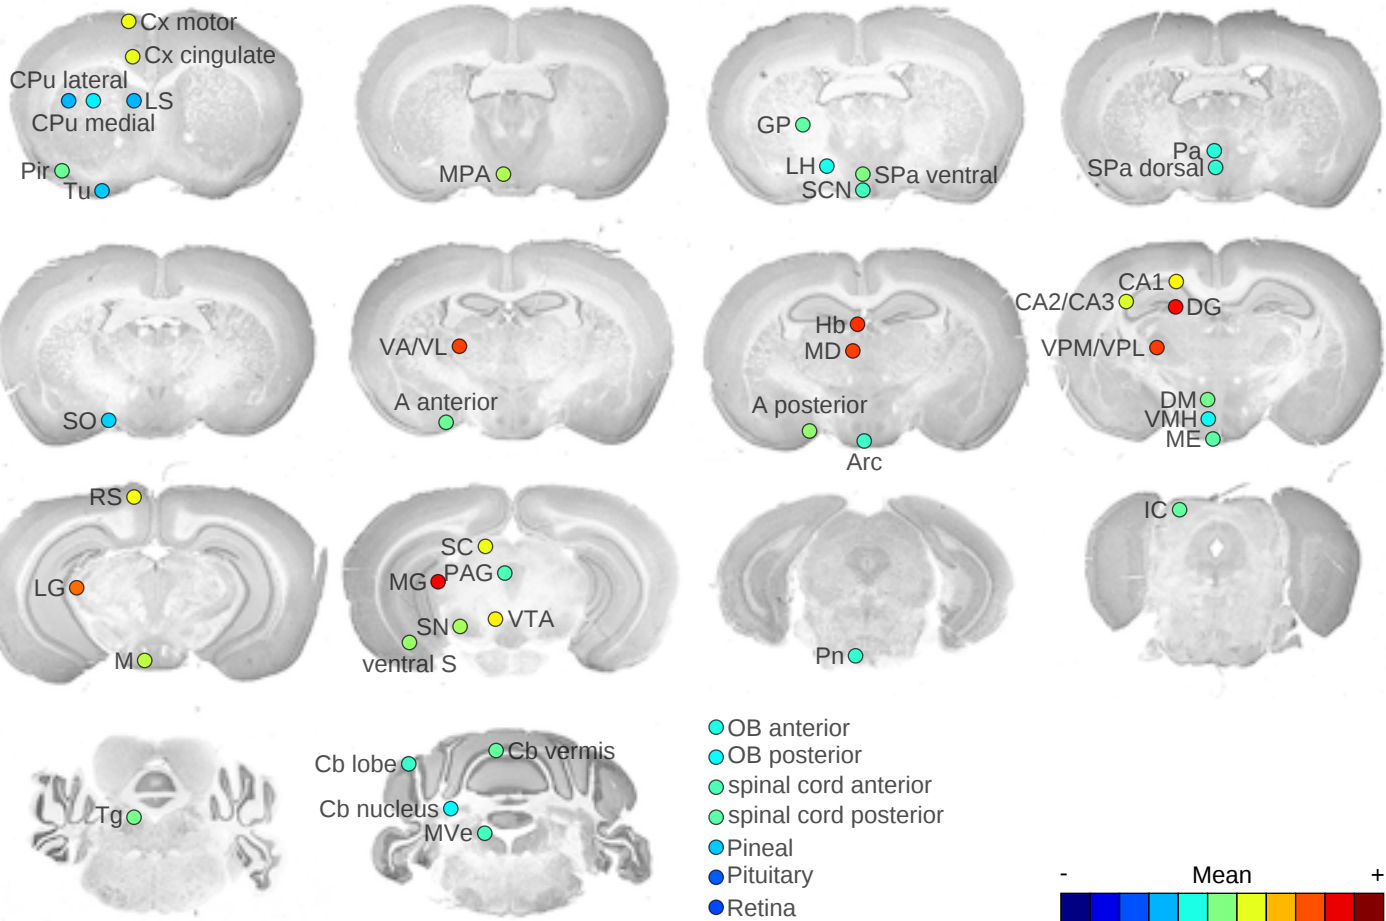 Cx motor
Cx cingulate
CPu lateral
LS
CPu medial
Pir
Tu
MPA
GP
LH
SPa ventral
SCN
Pa
SPa dorsal
SO
VA/VL
A anterior
Hb
MD
A posterior
Arc
CA1
CA2/CA3
DG
VPM/VPL
DM
VMH
ME
RS
LG
M
SC
MG
PAG
SN
VTA
ventral S
Pn
IC
Tg
Cb lobe
Cb vermis
Cb nucleus
MVe
OB anterior
OB posterior
spinal cord anterior
spinal cord posterior
Pineal
Pituitary
Retina
- Mean +